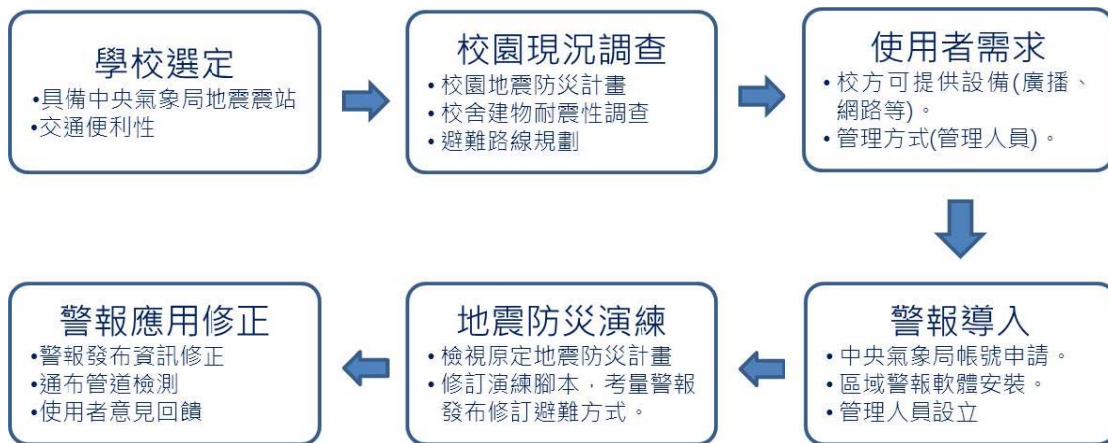 學校選定
•具備中央氣象局地震震站
•交通便利性
校園現況調查
• 校園地震防災計畫
• 校舍建物耐震性調查
• 避難路線規劃
使用者需求
• 校方可提供設備(廣播、
網路等)。
• 管理方式(管理人員)。
警報導入
• 中央氣象局帳號申請。
• 區域警報軟體安裝。
• 管理人員設立
地震防災演練
• 檢視原定地震防災計畫
• 修訂演練腳本，考量警報
發布修訂避難方式。
警報應用修正
•警報發布資訊修正
•通布管道檢測
•使用者意見回饋